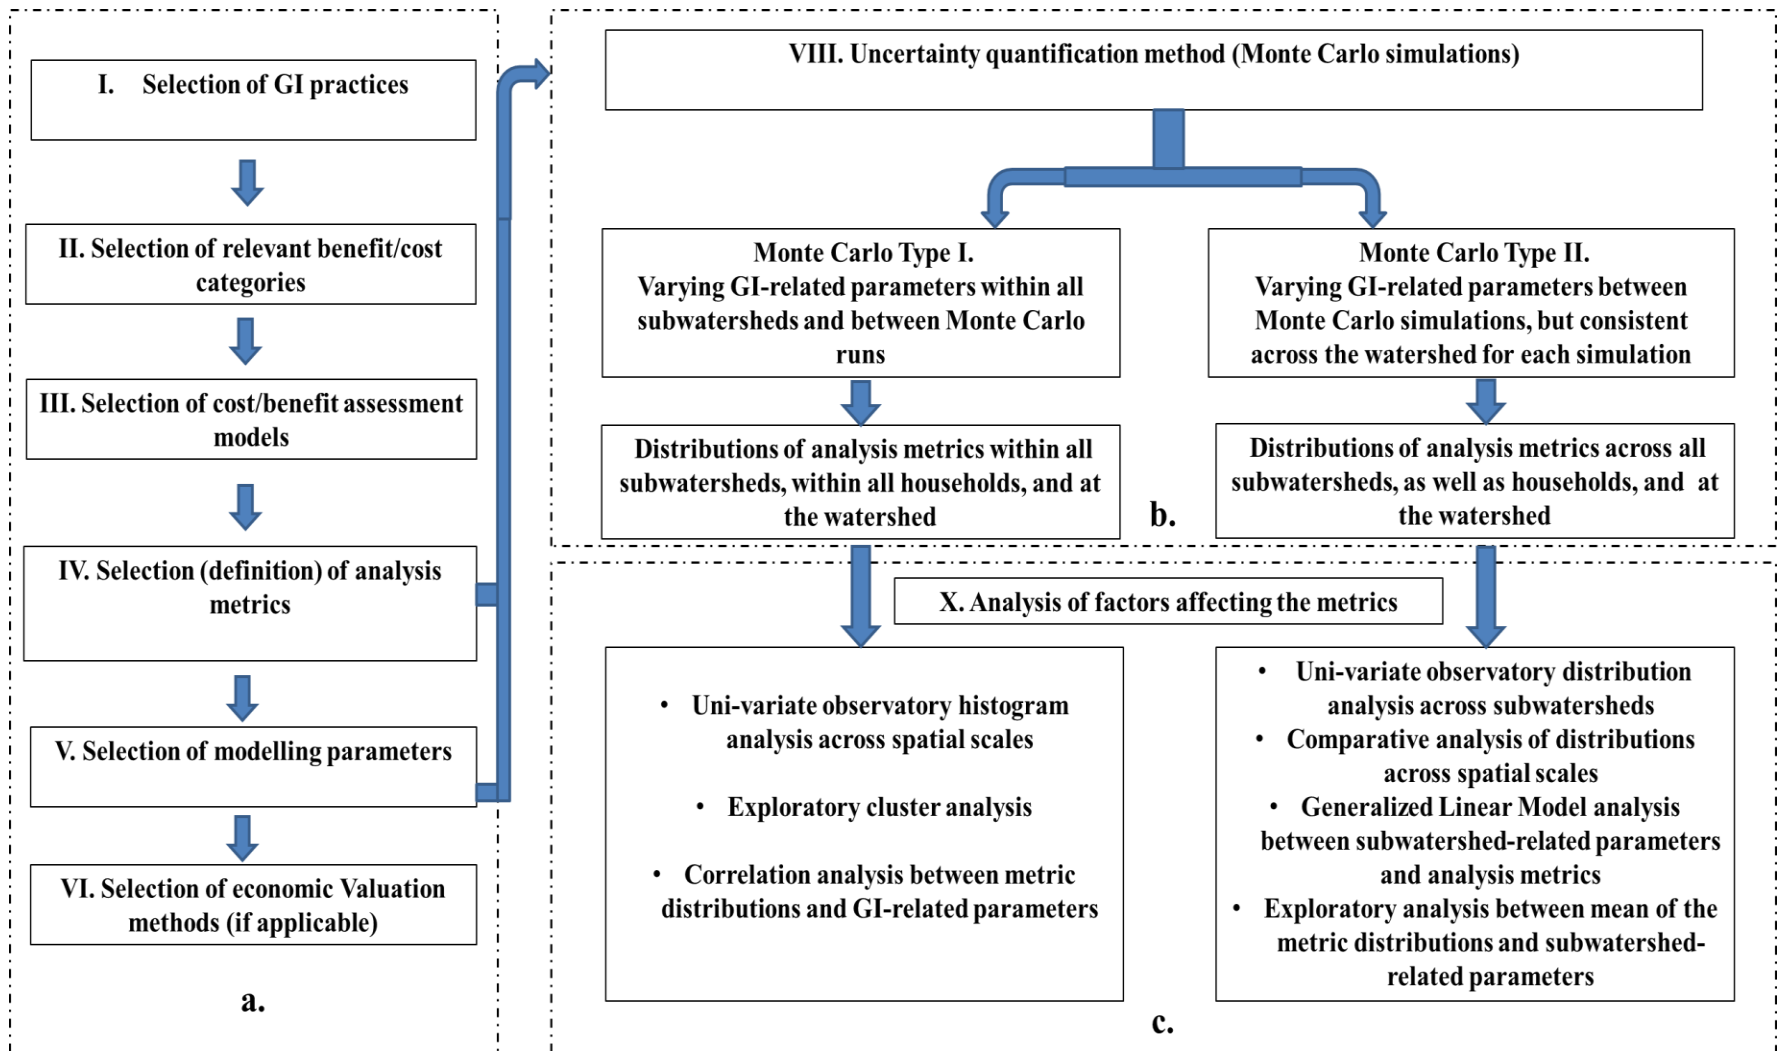 I. Selection of GI practices
II. Selection of relevant benefit/cost
categories
III. Selection of cost/benefit assessment
models
IV. Selection (definition) of analysis
metrics
V. Selection of modelling parameters
VI. Selection of economic Valuation
methods (if applicable)
a.
VIII. Uncertainty quantification method (Monte Carlo simulations)
Monte Carlo Type I.
Varying GI-related parameters within all
subwatersheds and between Monte Carlo
runs
Monte Carlo Type II.
Varying GI-related parameters between
Monte Carlo simulations, but consistent
across the watershed for each simulation
Distributions of analysis metrics within all
subwatersheds, within all households, and at
the watershed
Distributions of analysis metrics across all
subwatersheds, as well as households, and at
the watershed
b.
X. Analysis of factors affecting the metrics
• Uni-variate observatory histogram
analysis across spatial scales
• Exploratory cluster analysis
• Correlation analysis between metric
distributions and GI-related parameters
• Uni-variate observatory distribution
analysis across subwatersheds
• Comparative analysis of distributions
across spatial scales
• Generalized Linear Model analysis
between subwatershed-related parameters
and analysis metrics
• Exploratory analysis between mean of the
metric distributions and subwatershed-
related parameters
c.